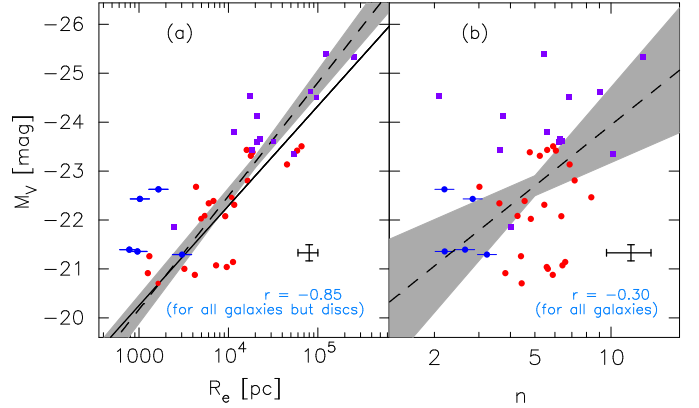 (a)
(b)
−26
−25
−24
−23
−22
−21
−20
M_V [mag]
r = −0.85
(for all galaxies but discs)
r = −0.30
(for all galaxies)
1000
10^4
10^5
2
5
10
R_e [pc]
n